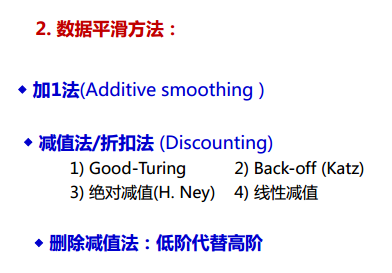 2. 数据平滑方法：
◆ 加1法(Additive smoothing )
◆ 减值法/折扣法 (Discounting)
1) Good-Turing 2) Back-off (Katz)
3) 绝对减值(H. Ney) 4) 线性减值
◆ 删除减值法：低阶代替高阶